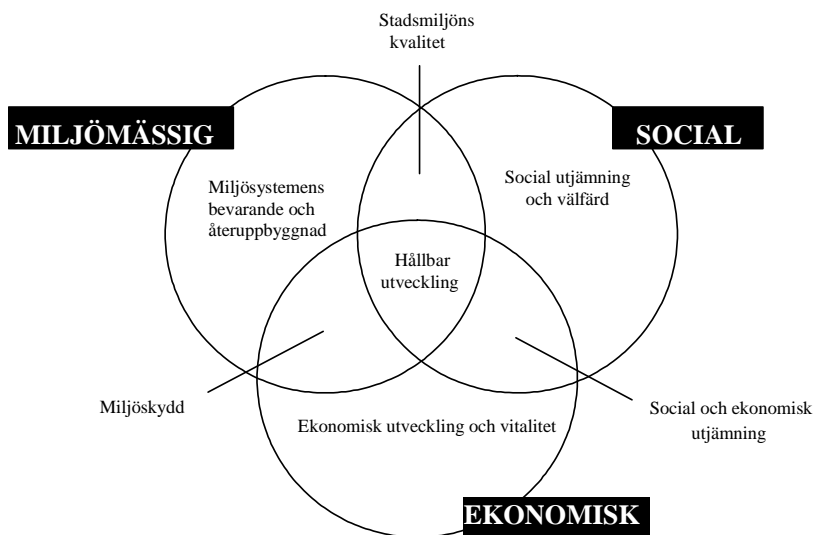 Stadsmiljöns
kvalitet
MILJÖMÄSSIG
SOCIAL
Miljösystemens
bevarande och
återuppbyggnad
Social utjämning
och välfärd
Hållbar
utveckling
Miljöskydd
Ekonomisk utveckling och vitalitet
Social och ekonomisk
utjämning
EKONOMISK